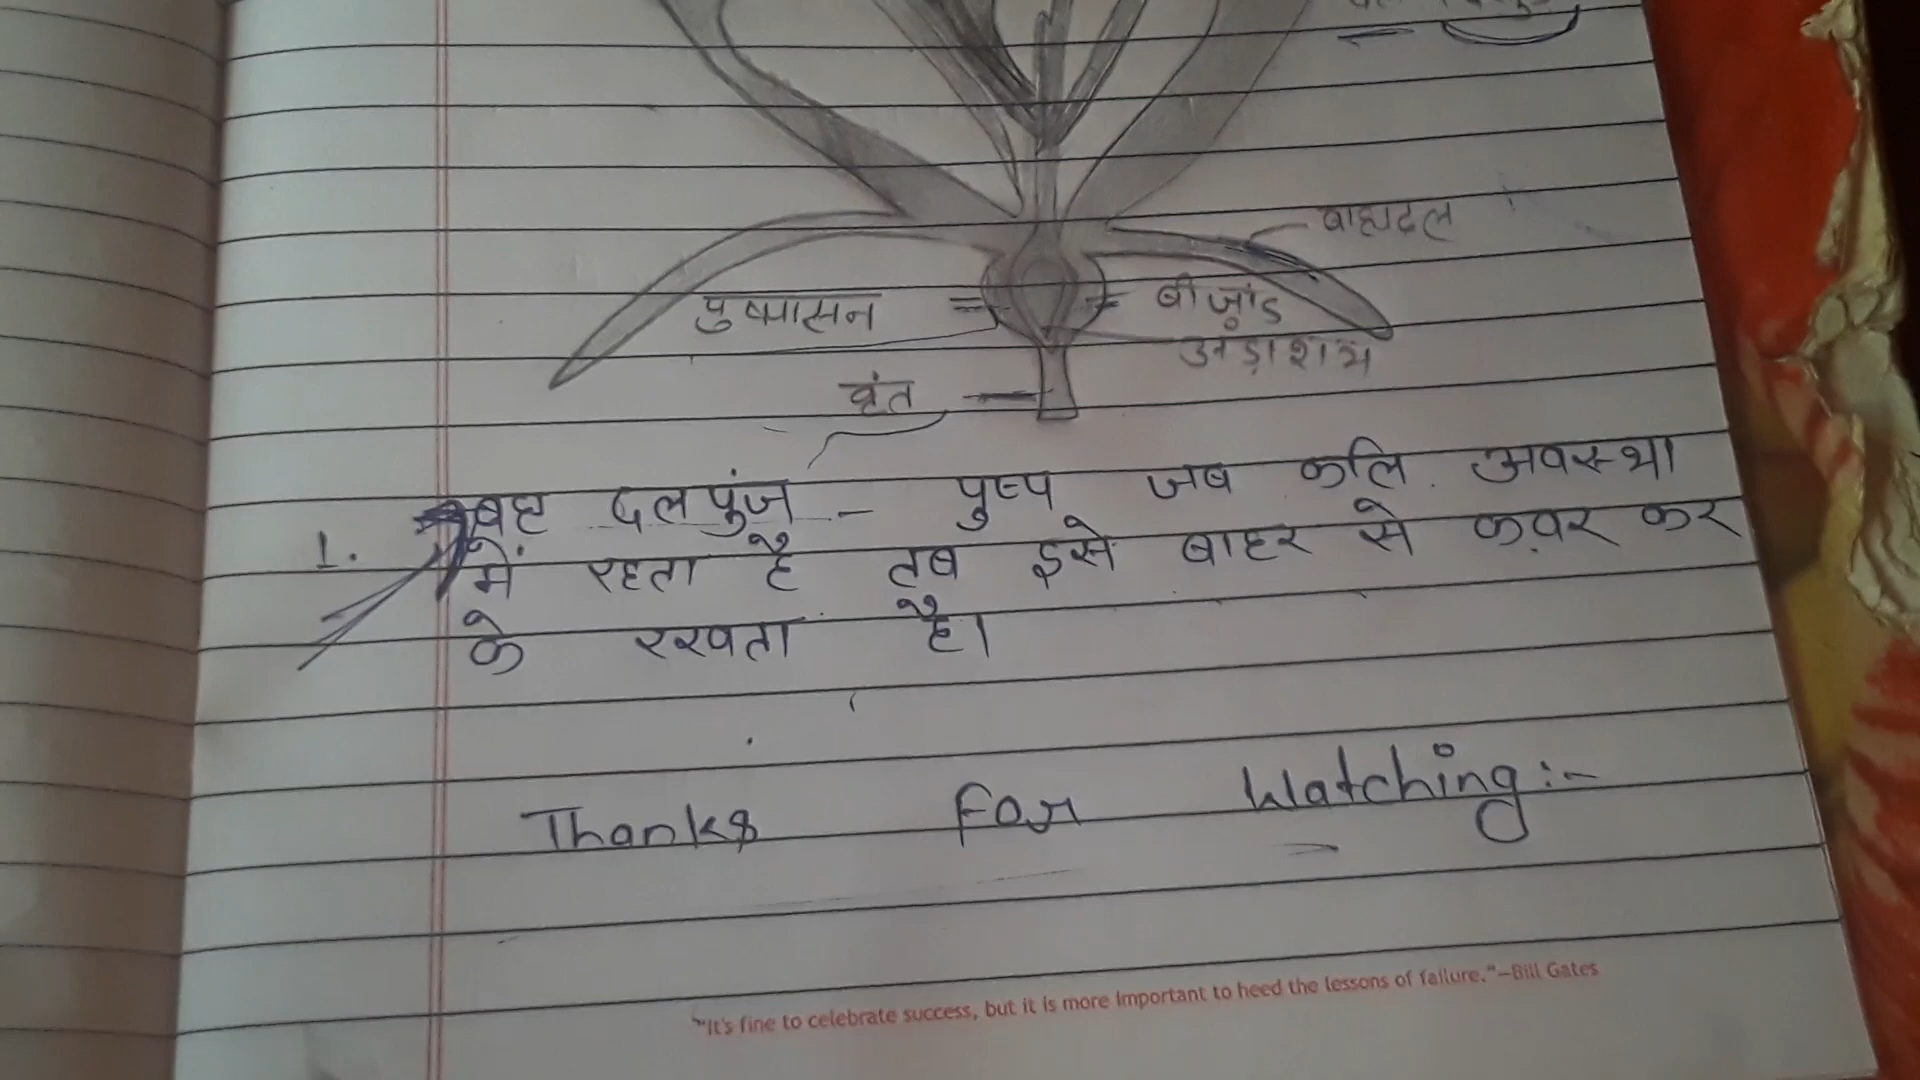 बाह्यदल
पुष्पासन
बीजांड
अंडाशय
वृंत
1. बह दलपुंज – पुष्प जब कलि अवस्था
में रहता है तब इसे बाहर से कवर कर
के रखता है।
Thanks For Watching:-
"It's fine to celebrate success, but it is more important to heed the lessons of failure."–Bill Gates